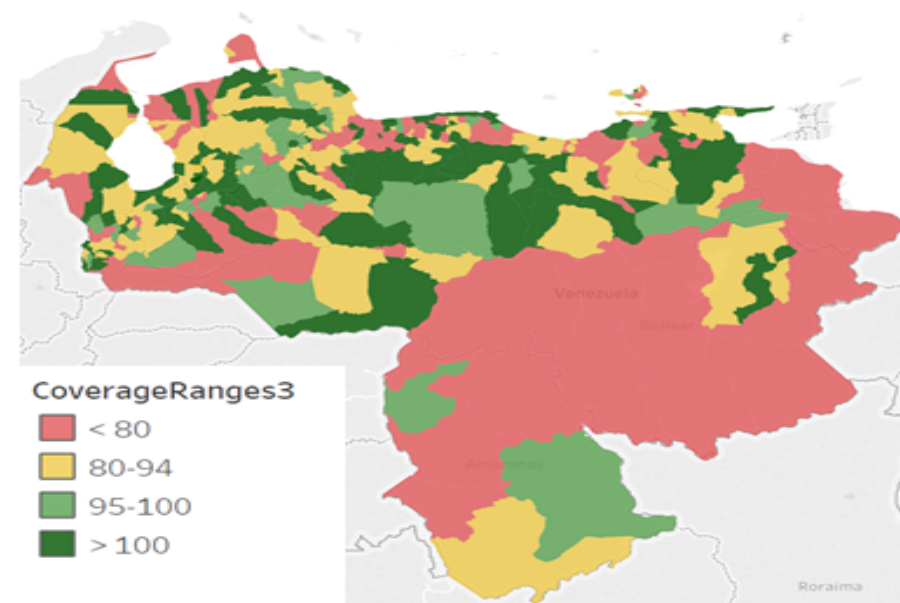 Venezuela
Bolívar
CoverageRanges3
< 80
80-94
95-100
> 100
Amazonas
Roraima